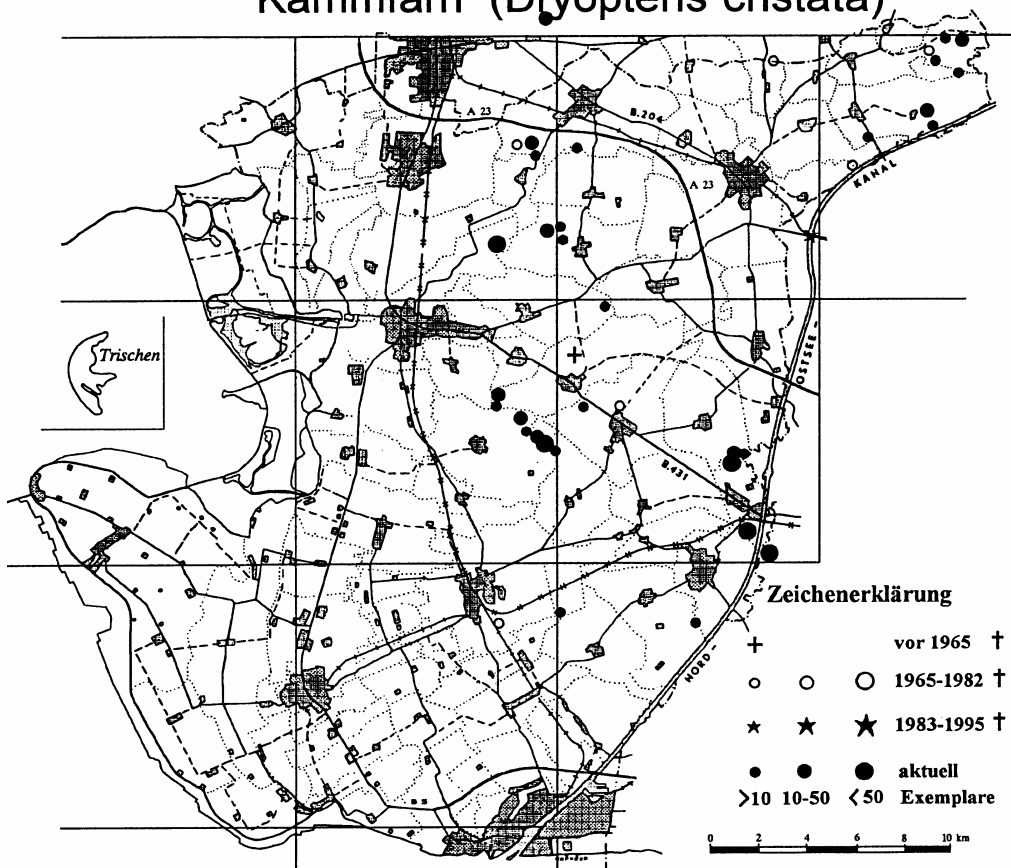 Kammfarn (Dryopteris cristata)
A 23
B.204
A 23
KANAL
Trischen
OSTSEE -
B.431
NORD -
Zeichenerklärung
+ vor 1965 †
1965-1982 †
1983-1995 †
aktuell
>10 10-50 <50 Exemplare
0 2 4 6 8 10 km